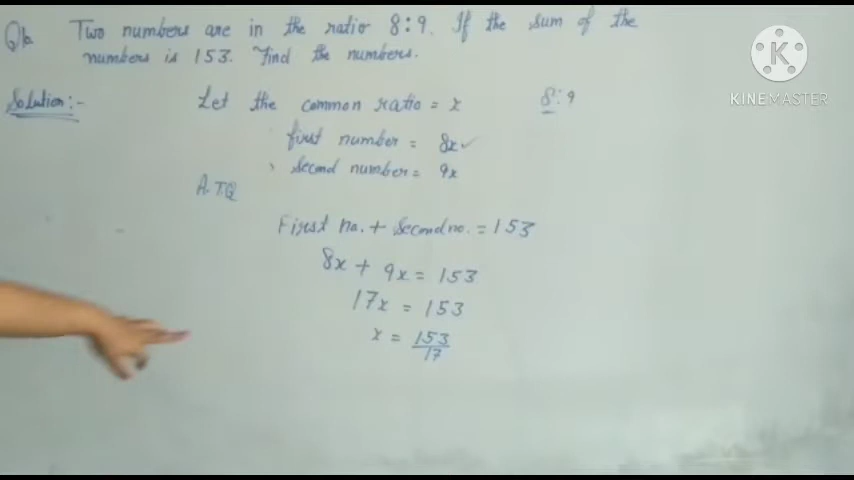 Q16 Two numbers are in the ratio 8:9. If the sum of the
numbers is 153. Find the numbers.
Solution:-
Let the common ratio = x
8:9
first number = 8x✓
second number = 9x
A.T.Q
First no. + Second no. = 153
8x + 9x = 153
17x = 153
x = 153/17
K
KINEMASTER